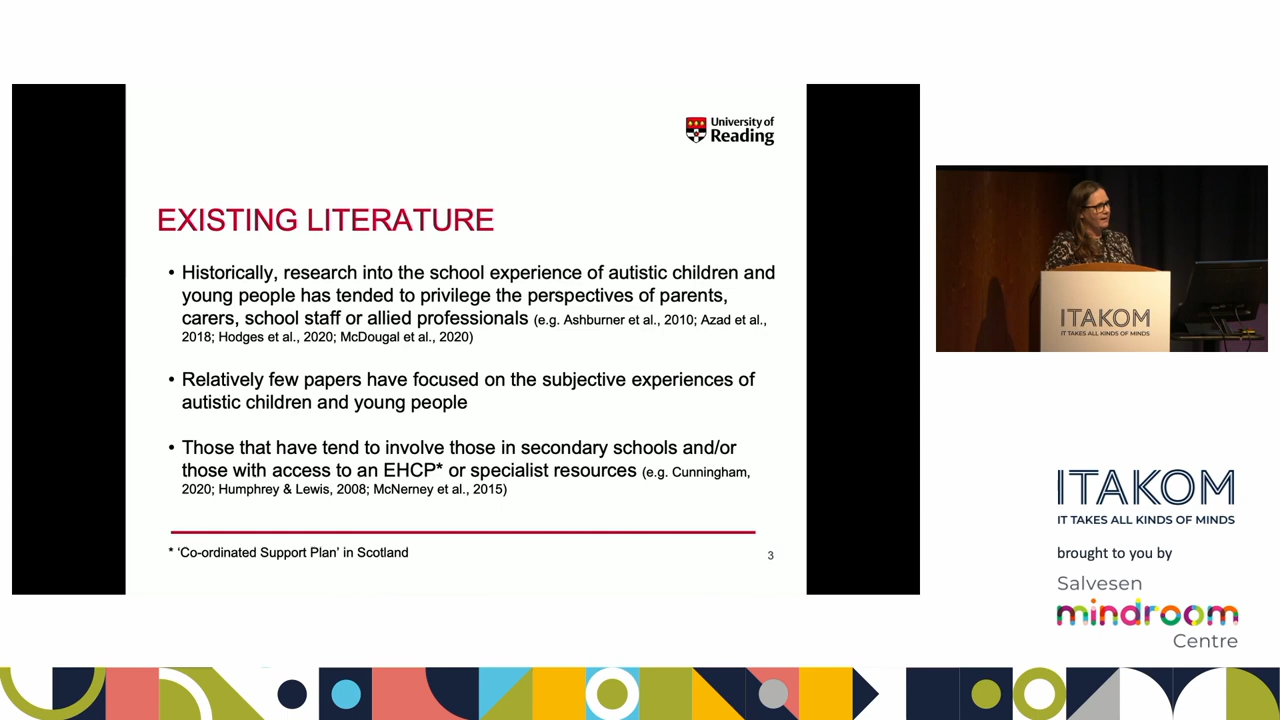 University of
Reading
EXISTING LITERATURE
• Historically, research into the school experience of autistic children and
young people has tended to privilege the perspectives of parents,
carers, school staff or allied professionals (e.g. Ashburner et al., 2010; Azad et al.,
2018; Hodges et al., 2020; McDougal et al., 2020)
• Relatively few papers have focused on the subjective experiences of
autistic children and young people
• Those that have tend to involve those in secondary schools and/or
those with access to an EHCP* or specialist resources (e.g. Cunningham,
2020; Humphrey & Lewis, 2008; McNerney et al., 2015)
* ‘Co-ordinated Support Plan’ in Scotland
3
ITAKOM
IT TAKES ALL KINDS OF MINDS
ITAKOM
IT TAKES ALL KINDS OF MINDS
brought to you by
Salvesen
mindroom
Centre